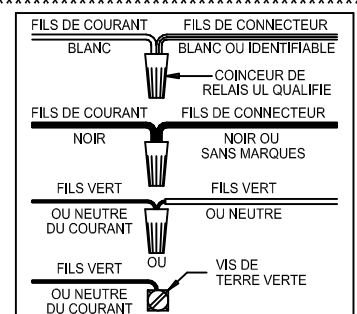 FILS DE COURANT FILS DE CONNECTEUR
BLANC BLANC OU IDENTIFIABLE
COINCEUR DE
RELAIS UL QUALIFIE
FILS DE COURANT FILS DE CONNECTEUR
NOIR NOIR OU
SANS MARQUES
FILS VERT FILS VERT
OU NEUTRE OU NEUTRE
DU COURANT
OU
FILS VERT VIS DE
TERRE VERTE
OU NEUTRE
DU COURANT